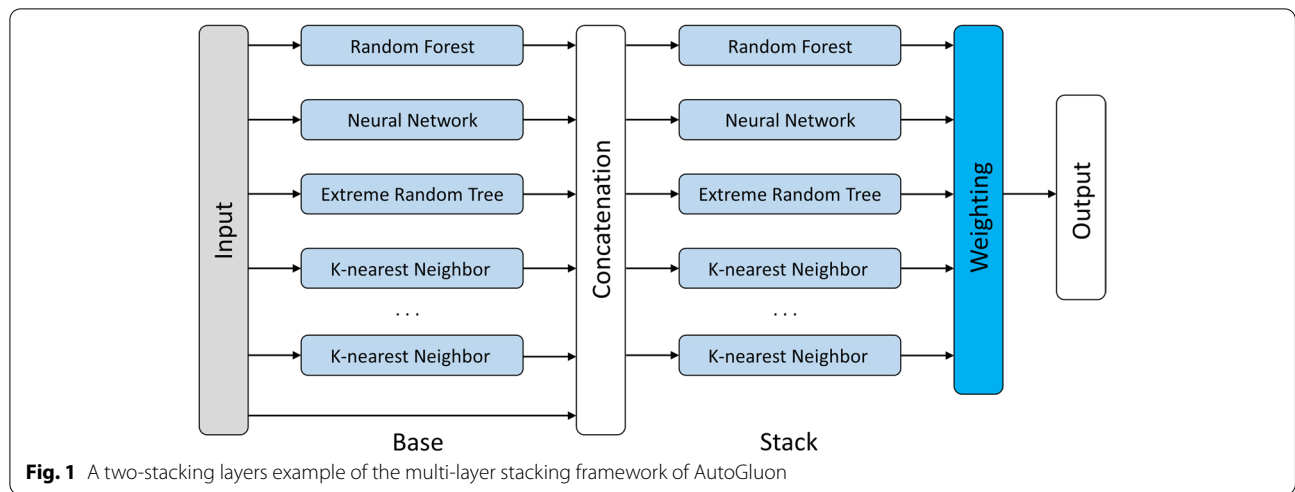 Input
Random Forest
Neural Network
Extreme Random Tree
K-nearest Neighbor
. . .
K-nearest Neighbor
Base
Concatenation
Random Forest
Neural Network
Extreme Random Tree
K-nearest Neighbor
. . .
K-nearest Neighbor
Stack
Weighting
Output
Fig. 1 A two-stacking layers example of the multi-layer stacking framework of AutoGluon